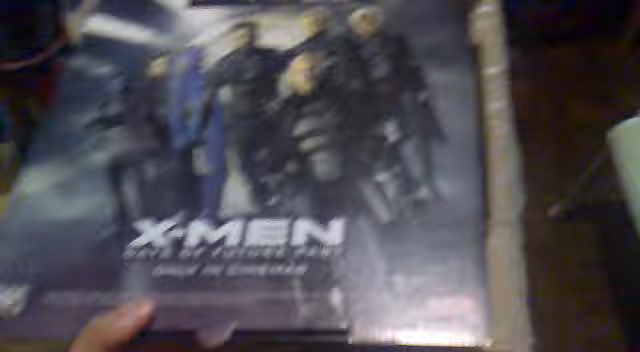 X-MEN
DAYS OF FUTURE PAST
ONLY IN CINEMAS